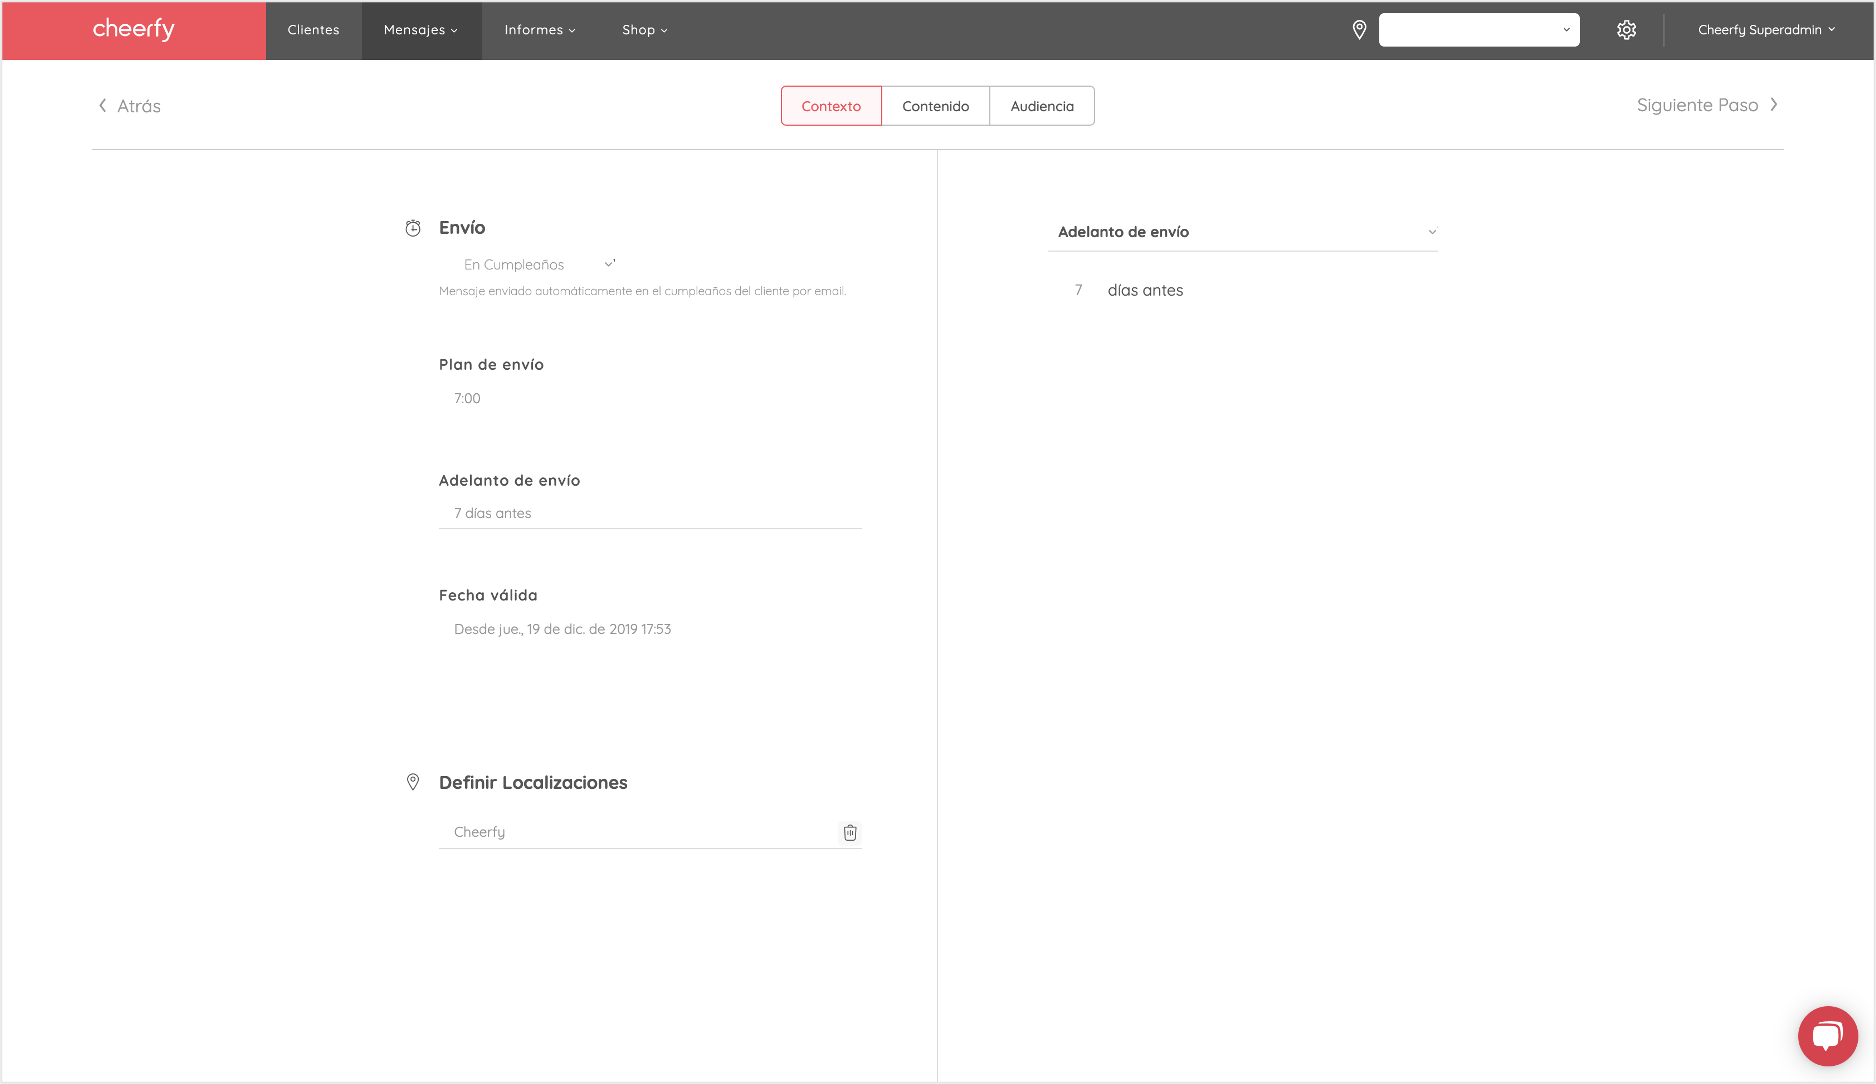 cheerfy
Clientes
Mensajes
Informes
Shop
Cheerfy Superadmin
Atrás
Contexto
Contenido
Audiencia
Siguiente Paso
Envío
En Cumpleaños
Mensaje enviado automáticamente en el cumpleaños del cliente por email.
Plan de envío
7:00
Adelanto de envío
7 días antes
Fecha válida
Desde jue., 19 de dic. de 2019 17:53
Definir Localizaciones
Cheerfy
Adelanto de envío
7 días antes